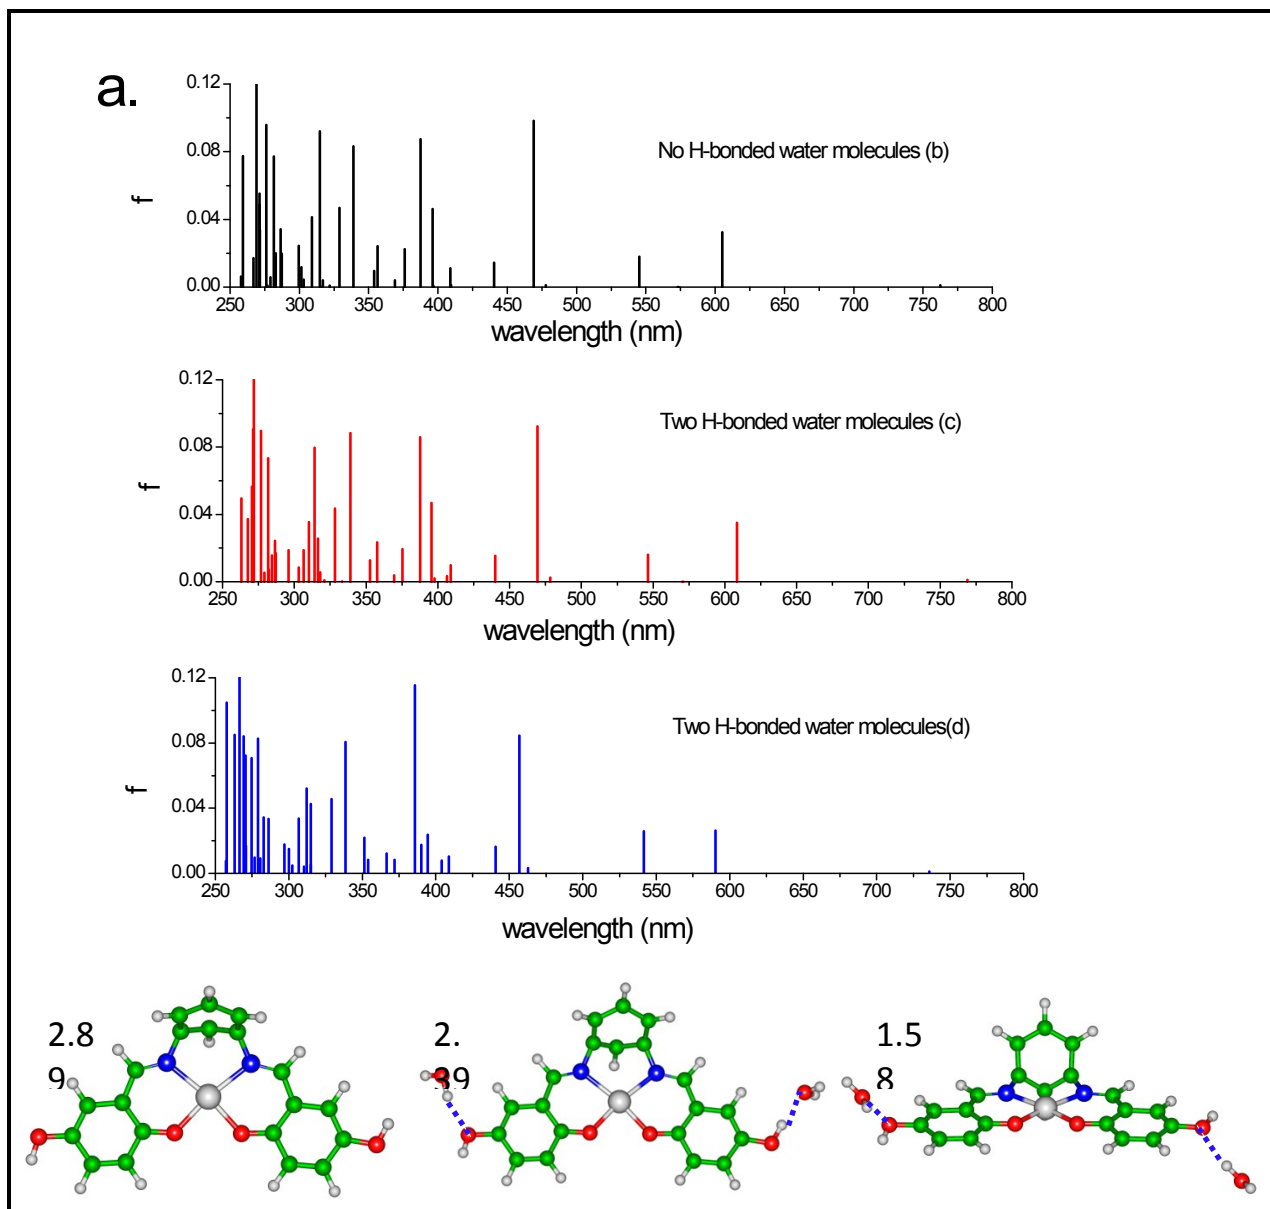 a.
0.12
0.08
0.04
0.00
f
No H-bonded water molecules (b)
250 300 350 400 450 500 550 600 650 700 750 800
wavelength (nm)
0.12
0.08
0.04
0.00
f
Two H-bonded water molecules (c)
250 300 350 400 450 500 550 600 650 700 750 800
wavelength (nm)
0.12
0.08
0.04
0.00
f
Two H-bonded water molecules(d)
250 300 350 400 450 500 550 600 650 700 750 800
wavelength (nm)
2.8
9
2.
39
1.5
8